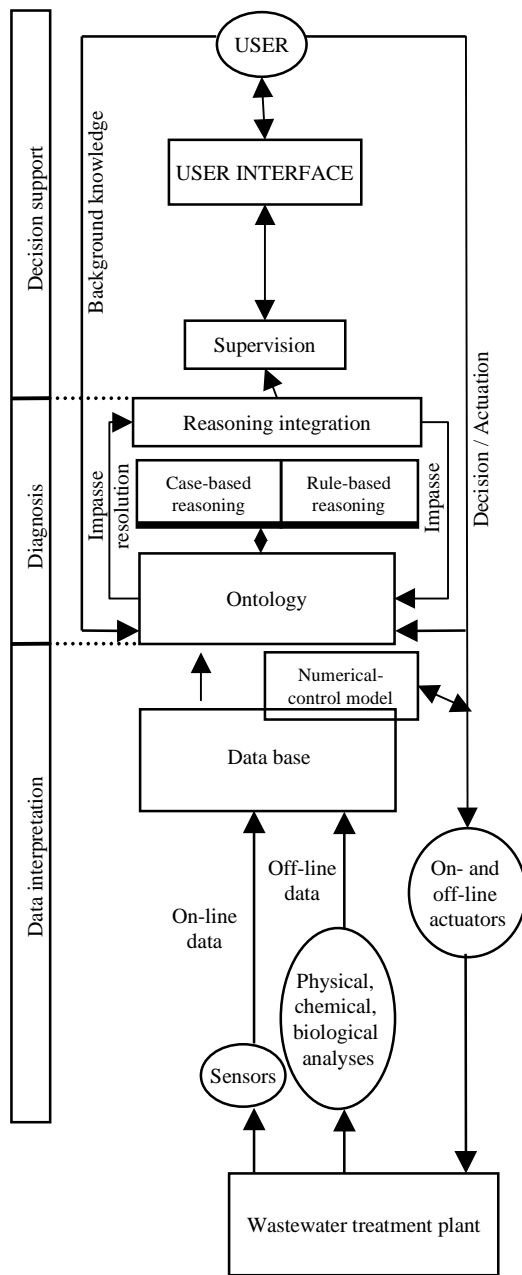 USER
Decision support
Background knowledge
USER INTERFACE
Supervision
Decision / Actuation
Diagnosis
Reasoning integration
Impasse
resolution
Case-based
reasoning
Rule-based
reasoning
Impasse
Ontology
Data interpretation
Numerical-
control model
Data base
On-line
data
Off-line
data
On- and
off-line
actuators
Physical,
chemical,
biological
analyses
Sensors
Wastewater treatment plant